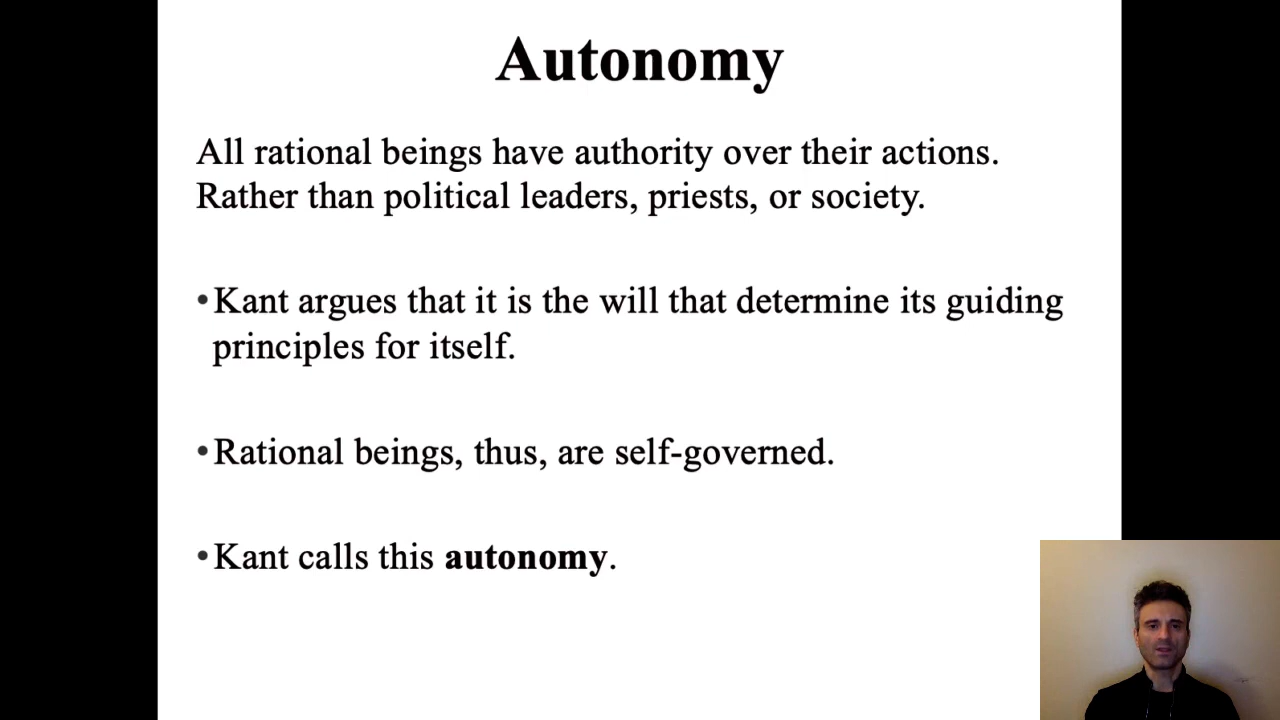 Autonomy
All rational beings have authority over their actions.
Rather than political leaders, priests, or society.
•Kant argues that it is the will that determine its guiding
principles for itself.
•Rational beings, thus, are self-governed.
•Kant calls this autonomy.